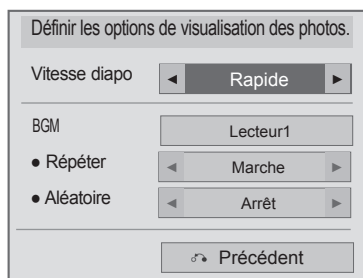 Définir les options de visualisation des photos.
Vitesse diapo ◄ Rapide ►
BGM Lecteur1
● Répéter ◄ Marche ►
● Aléatoire ◄ Arrêt ►
Précédent